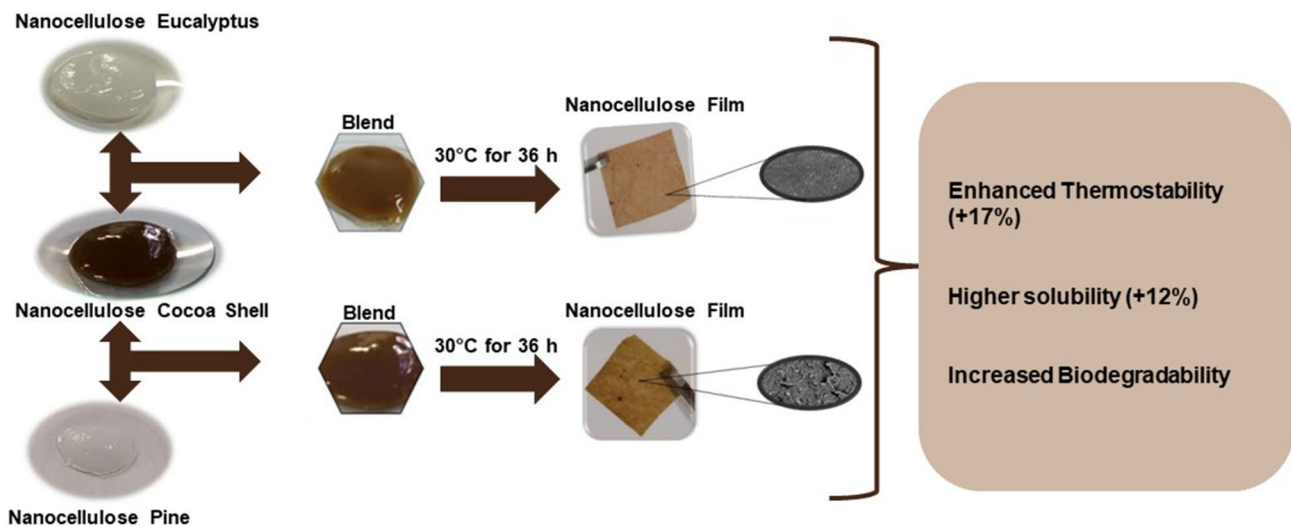 Nanocellulose Eucalyptus
Blend
30°C for 36 h
Nanocellulose Film
Nanocellulose Cocoa Shell
Blend
30°C for 36 h
Nanocellulose Film
Nanocellulose Pine
Enhanced Thermostability
(+17%)
Higher solubility (+12%)
Increased Biodegradability